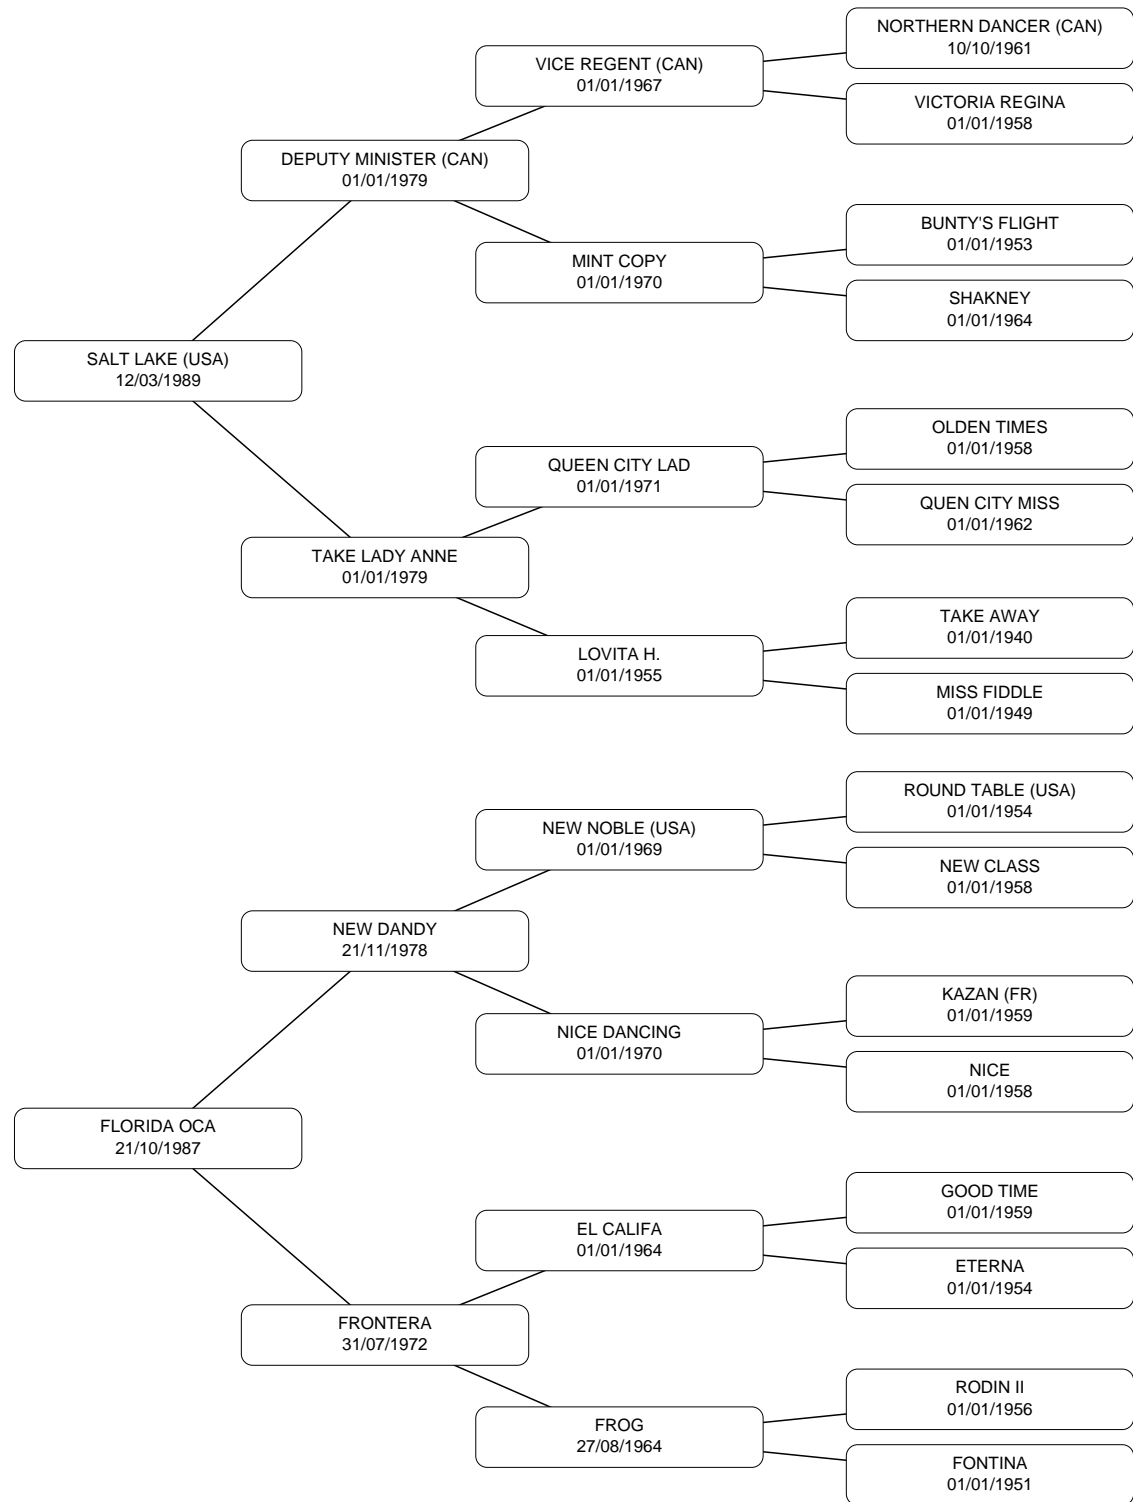 NORTHERN DANCER (CAN)
10/10/1961
VICE REGENT (CAN)
01/01/1967
VICTORIA REGINA
01/01/1958
DEPUTY MINISTER (CAN)
01/01/1979
BUNTY'S FLIGHT
01/01/1953
MINT COPY
01/01/1970
SHAKNEY
01/01/1964
SALT LAKE (USA)
12/03/1989
OLDEN TIMES
01/01/1958
QUEEN CITY LAD
01/01/1971
QUEN CITY MISS
01/01/1962
TAKE LADY ANNE
01/01/1979
TAKE AWAY
01/01/1940
LOVITA H.
01/01/1955
MISS FIDDLE
01/01/1949
ROUND TABLE (USA)
01/01/1954
NEW NOBLE (USA)
01/01/1969
NEW CLASS
01/01/1958
NEW DANDY
21/11/1978
KAZAN (FR)
01/01/1959
NICE DANCING
01/01/1970
NICE
01/01/1958
FLORIDA OCA
21/10/1987
GOOD TIME
01/01/1959
EL CALIFA
01/01/1964
ETERNA
01/01/1954
FRONTERA
31/07/1972
RODIN II
01/01/1956
FROG
27/08/1964
FONTINA
01/01/1951